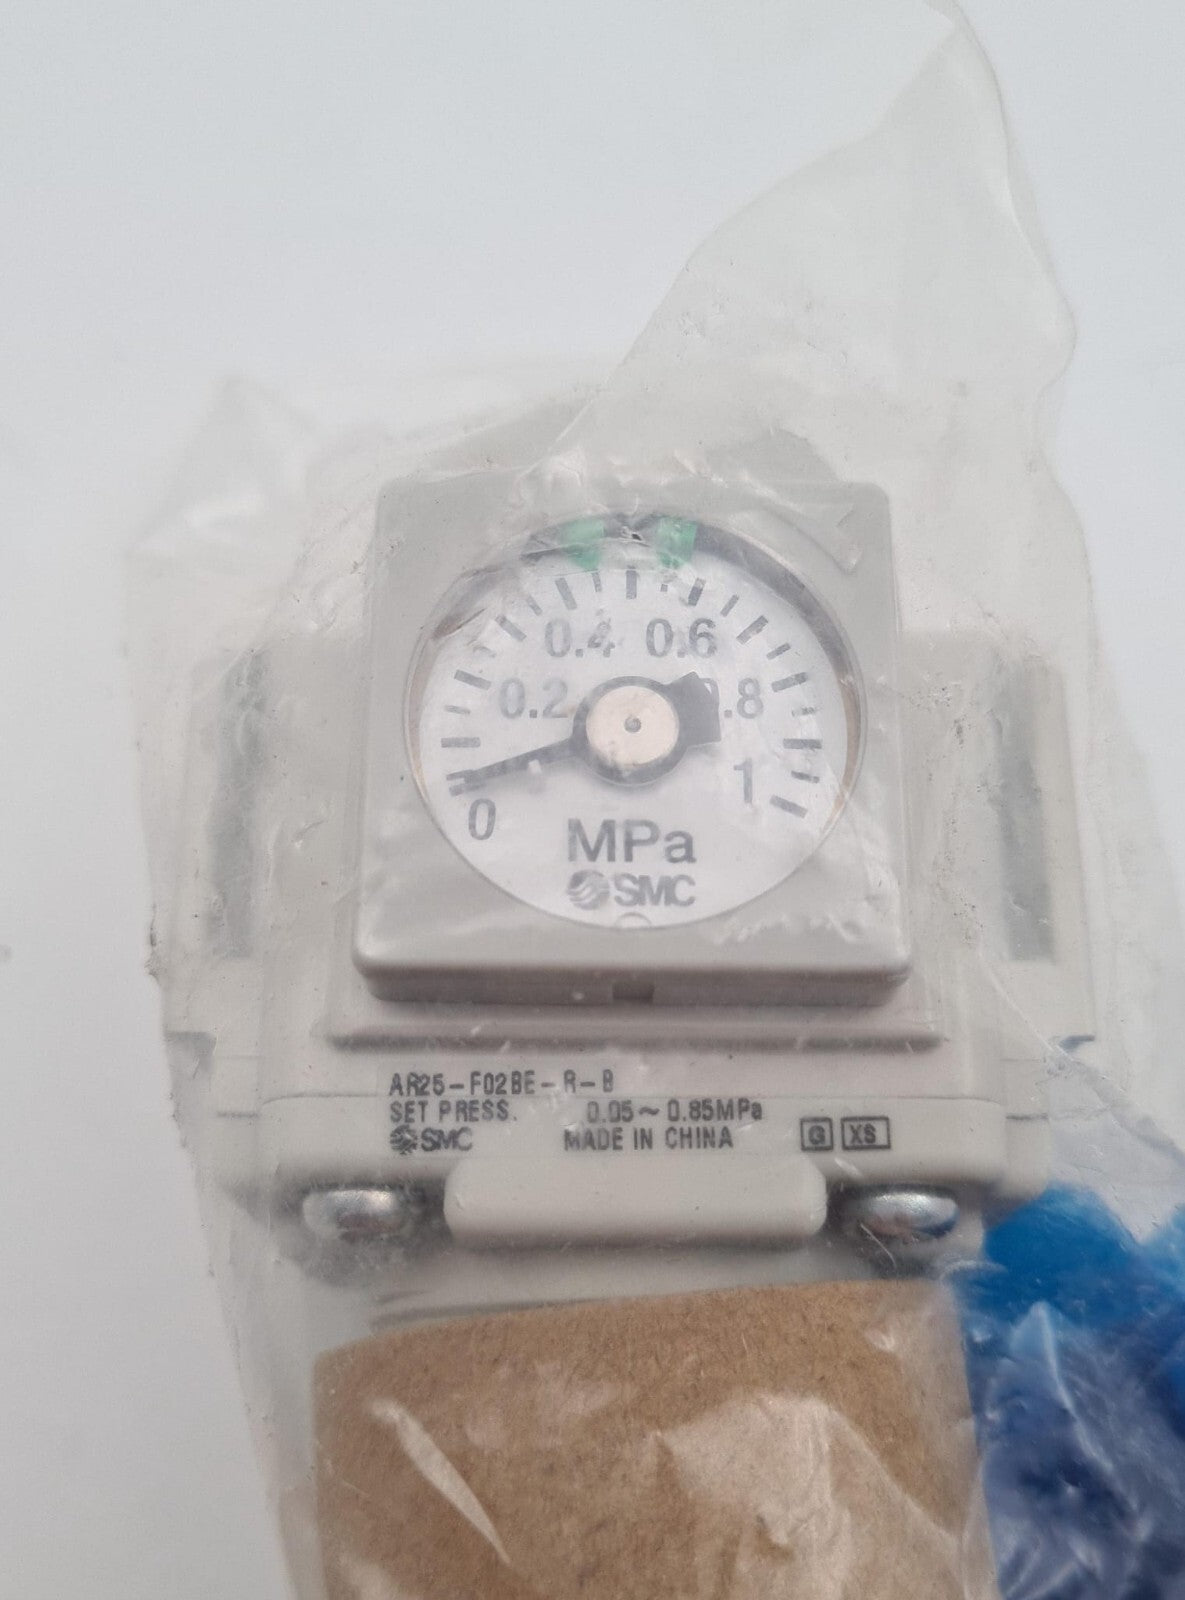 0.4 0.6
0.2 0.8
0 1
MPa
SMC
AR25-F02BE-R-B
SET PRESS. 0.05~0.85MPa
SMC MADE IN CHINA G XS